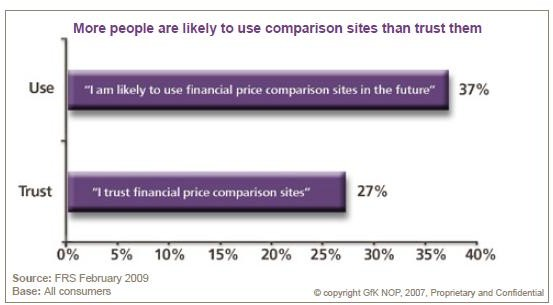 More people are likely to use comparison sites than trust them
Use
“I am likely to use financial price comparison sites in the future”
37%
Trust
“I trust financial price comparison sites”
27%
0% 5% 10% 15% 20% 25% 30% 35% 40%
Source: FRS February 2009
Base: All consumers
© copyright GfK NOP, 2007, Proprietary and Confidential